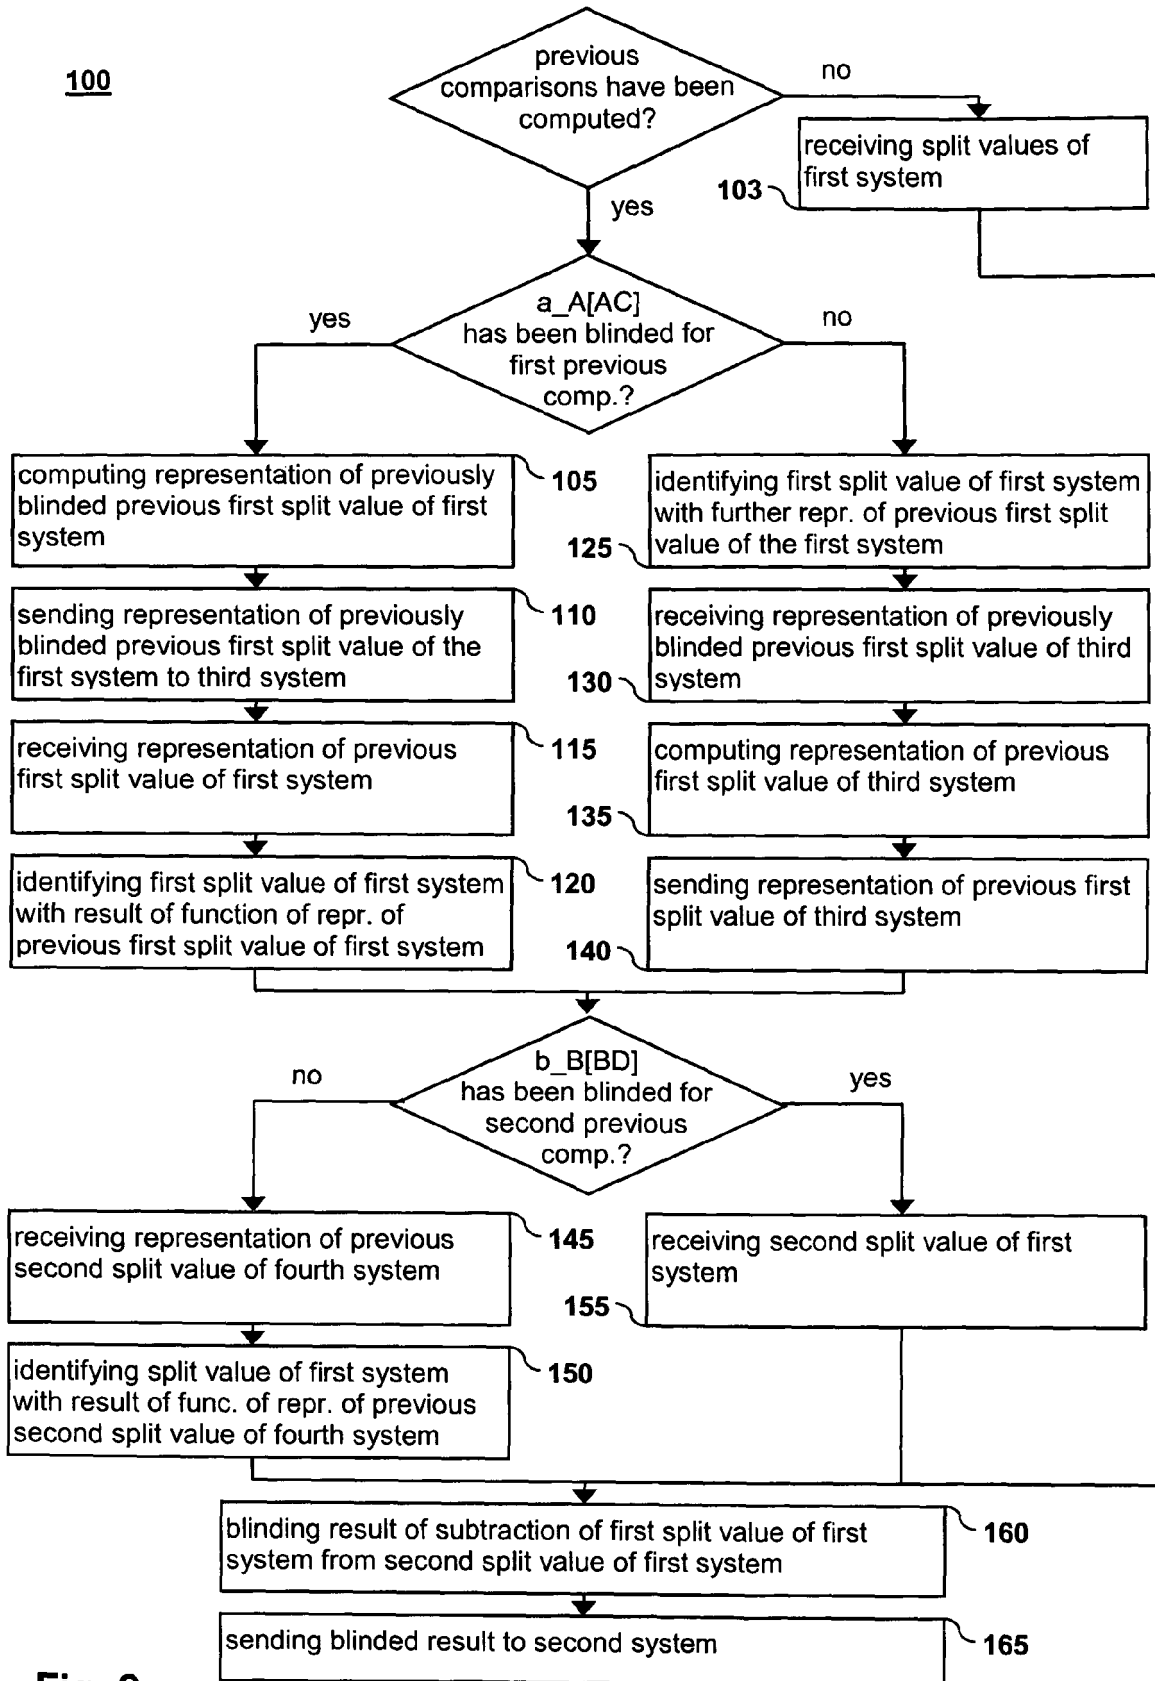 100
previous
comparisons have been
computed?
no
receiving split values of
first system
103
yes
a_A[AC]
has been blinded for
first previous
comp.?
yes
no
computing representation of previously
blinded previous first split value of first
system
105
identifying first split value of first system
with further repr. of previous first split
value of the first system
125
sending representation of previously
blinded previous first split value of the
first system to third system
110
receiving representation of previously
blinded previous first split value of third
system
130
receiving representation of previous
first split value of first system
115
computing representation of previous
first split value of third system
135
identifying first split value of first system
with result of function of repr. of
previous first split value of first system
120
sending representation of previous first
split value of third system
140
b_B[BD]
has been blinded for
second previous
comp.?
no
yes
receiving representation of previous
second split value of fourth system
145
receiving second split value of first
system
155
identifying split value of first system
with result of func. of repr. of previous
second split value of fourth system
150
blinding result of subtraction of first split value of first
system from second split value of first system
160
sending blinded result to second system
165